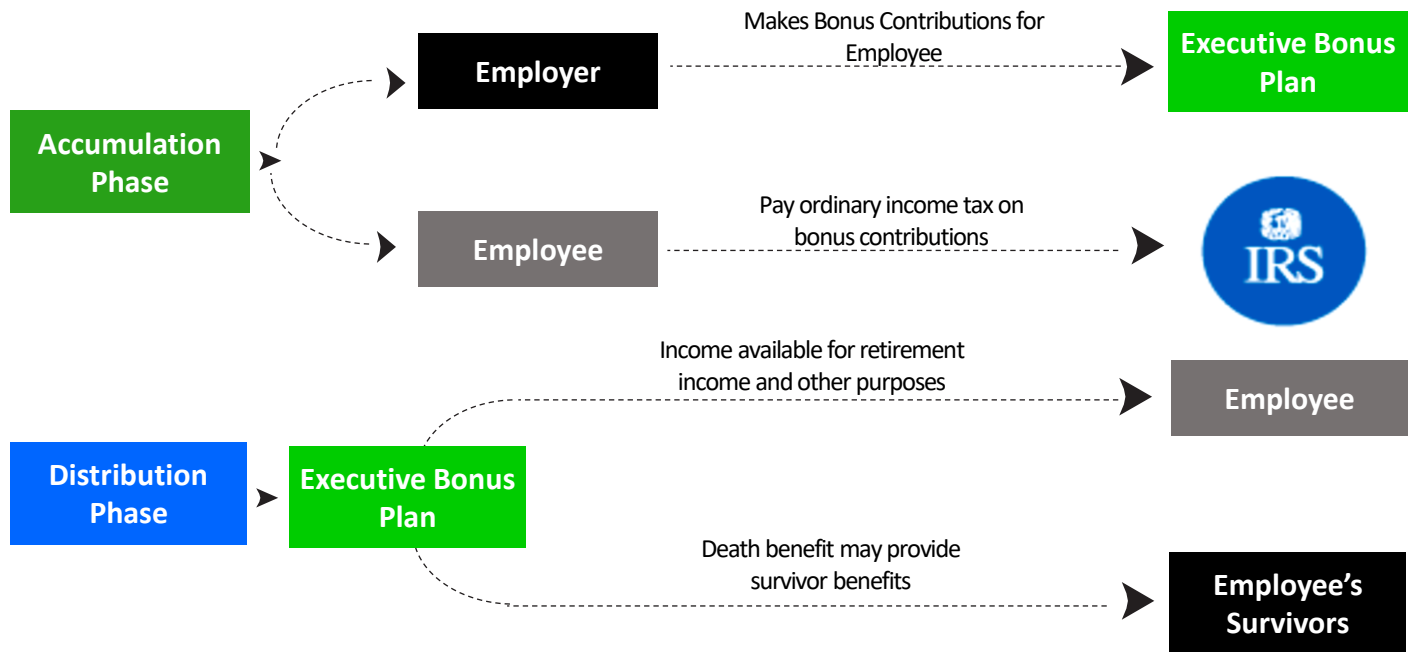 Makes Bonus Contributions for
Employee
Employer
Executive Bonus
Plan
Accumulation
Phase
Pay ordinary income tax on
bonus contributions
Employee
IRS
Income available for retirement
income and other purposes
Employee
Distribution
Phase
Executive Bonus
Plan
Death benefit may provide
survivor benefits
Employee’s
Survivors